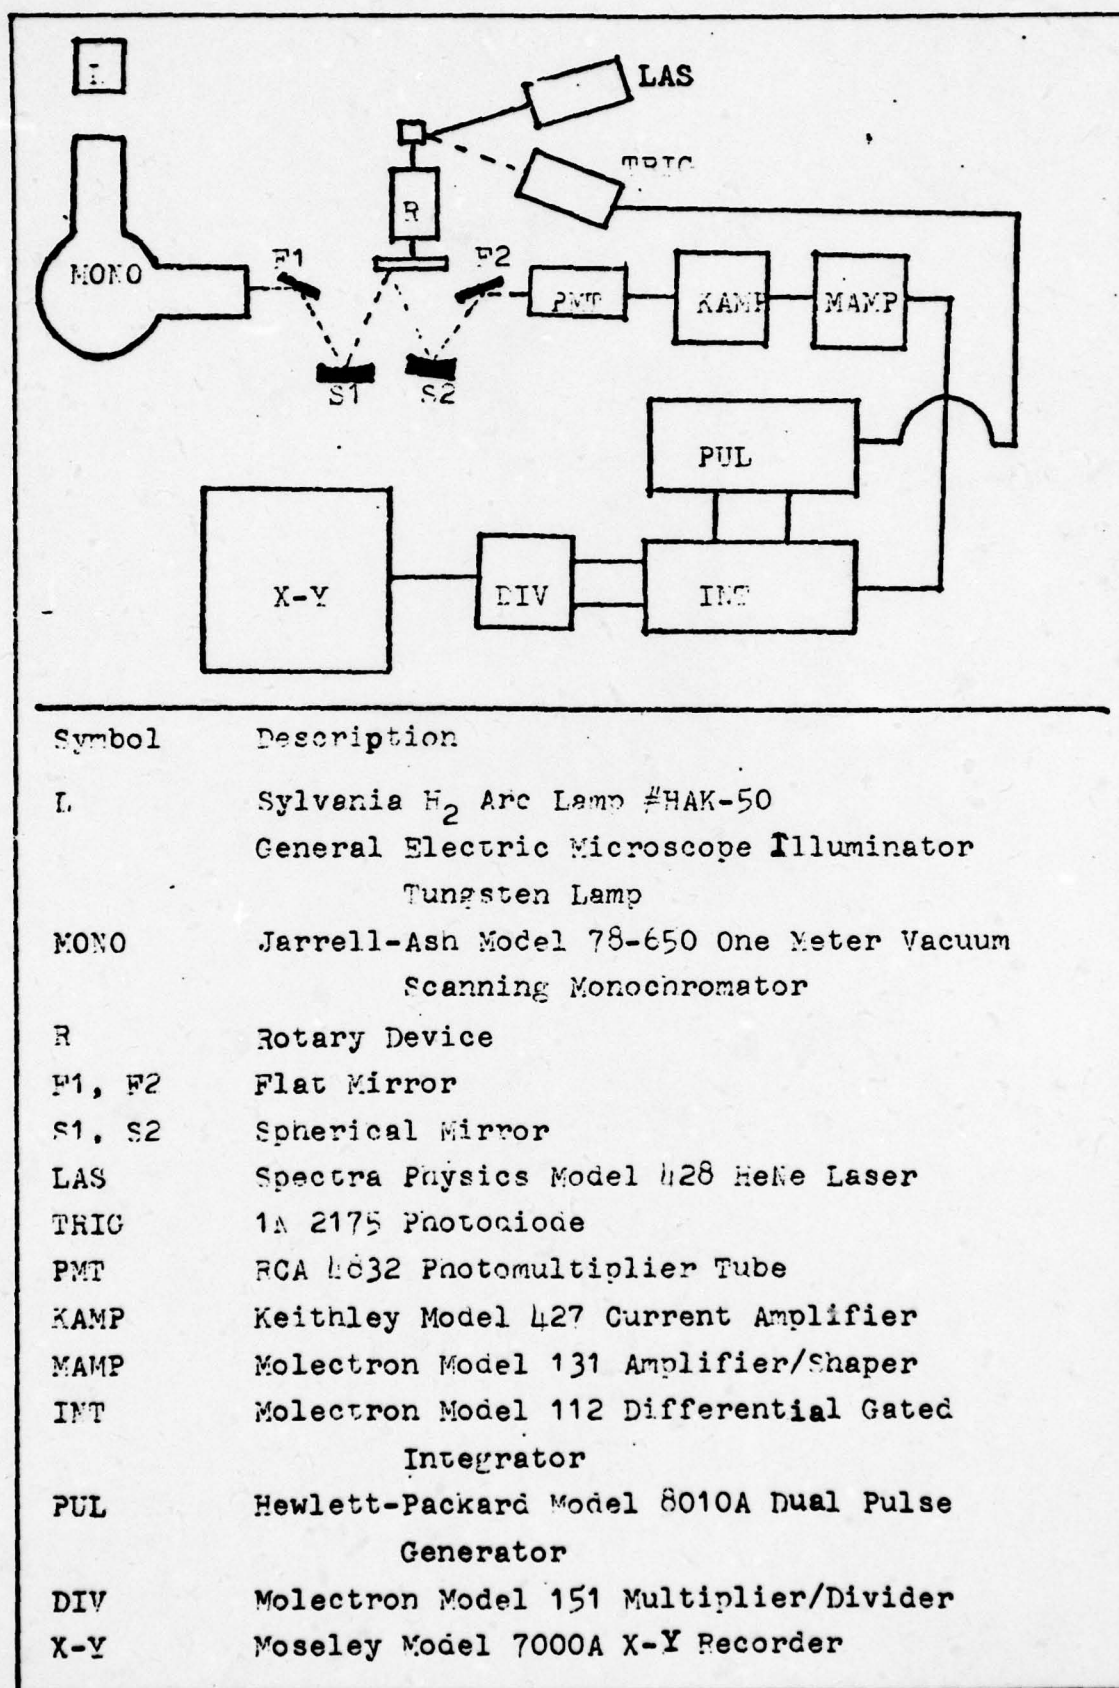 L
LAS
TRIG
R
MONO
F1
F2
PMT
KAMP
MAMP
S1
S2
PUL
X-Y
DIV
INT
Symbol Description
L Sylvania H2 Arc Lamp #HAK-50
General Electric Microscope Illuminator
Tungsten Lamp
MONO Jarrell-Ash Model 78-650 One Meter Vacuum
Scanning Monochromator
R Rotary Device
F1, F2 Flat Mirror
S1, S2 Spherical Mirror
LAS Spectra Physics Model 428 HeNe Laser
TRIG 1N 2175 Photodiode
PMT RCA 4832 Photomultiplier Tube
KAMP Keithley Model 427 Current Amplifier
MAMP Molectron Model 131 Amplifier/Shaper
INT Molectron Model 112 Differential Gated
Integrator
PUL Hewlett-Packard Model 8010A Dual Pulse
Generator
DIV Molectron Model 151 Multiplier/Divider
X-Y Moseley Model 7000A X-Y Recorder